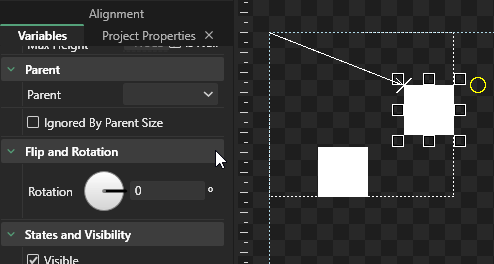 Alignment
Variables Project Properties ×
Max Height
Parent
Parent
Ignored By Parent Size
Flip and Rotation
Rotation 0 °
States and Visibility
Visible